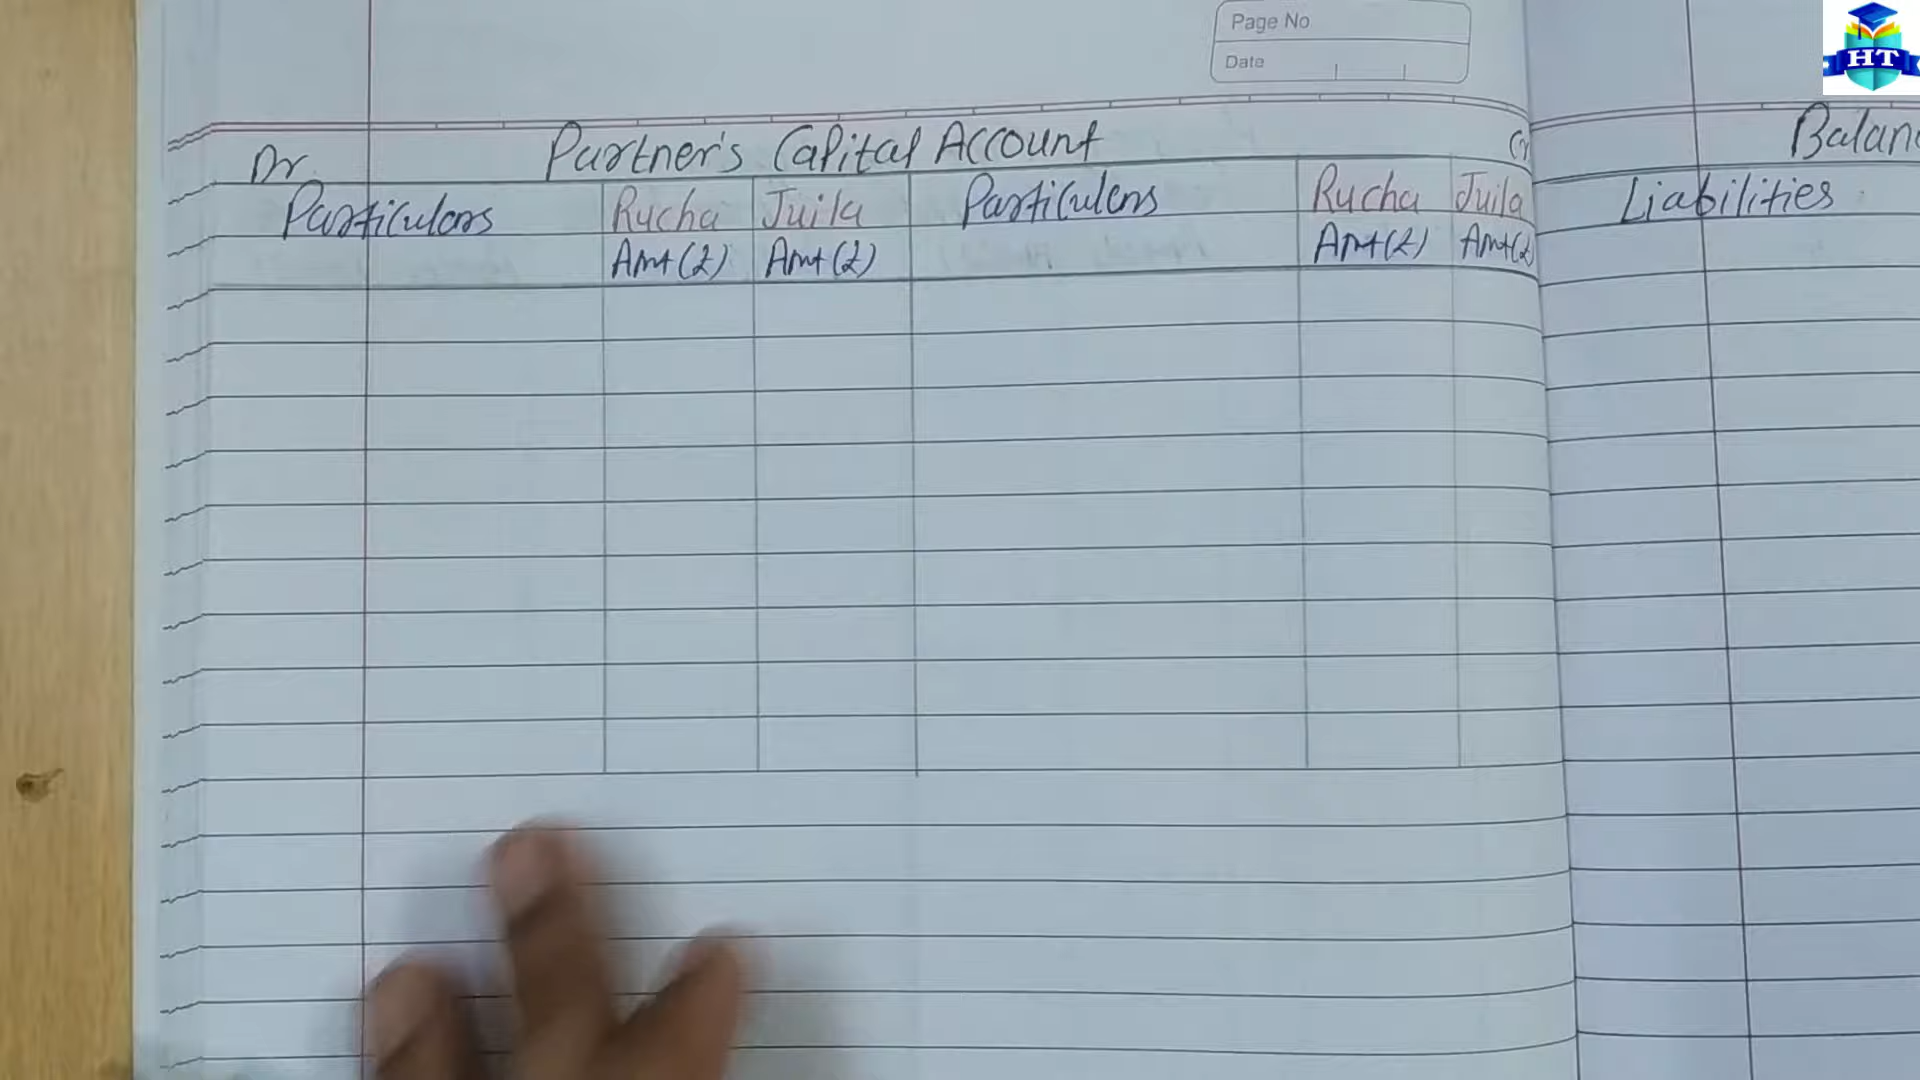 Page No
Date
HT
Dr. Partner's Capital Account
Particulars Rucha Juila Particulars Rucha Juila
Amt(₹) Amt(₹) Amt(₹) Amt(₹
Liabilities